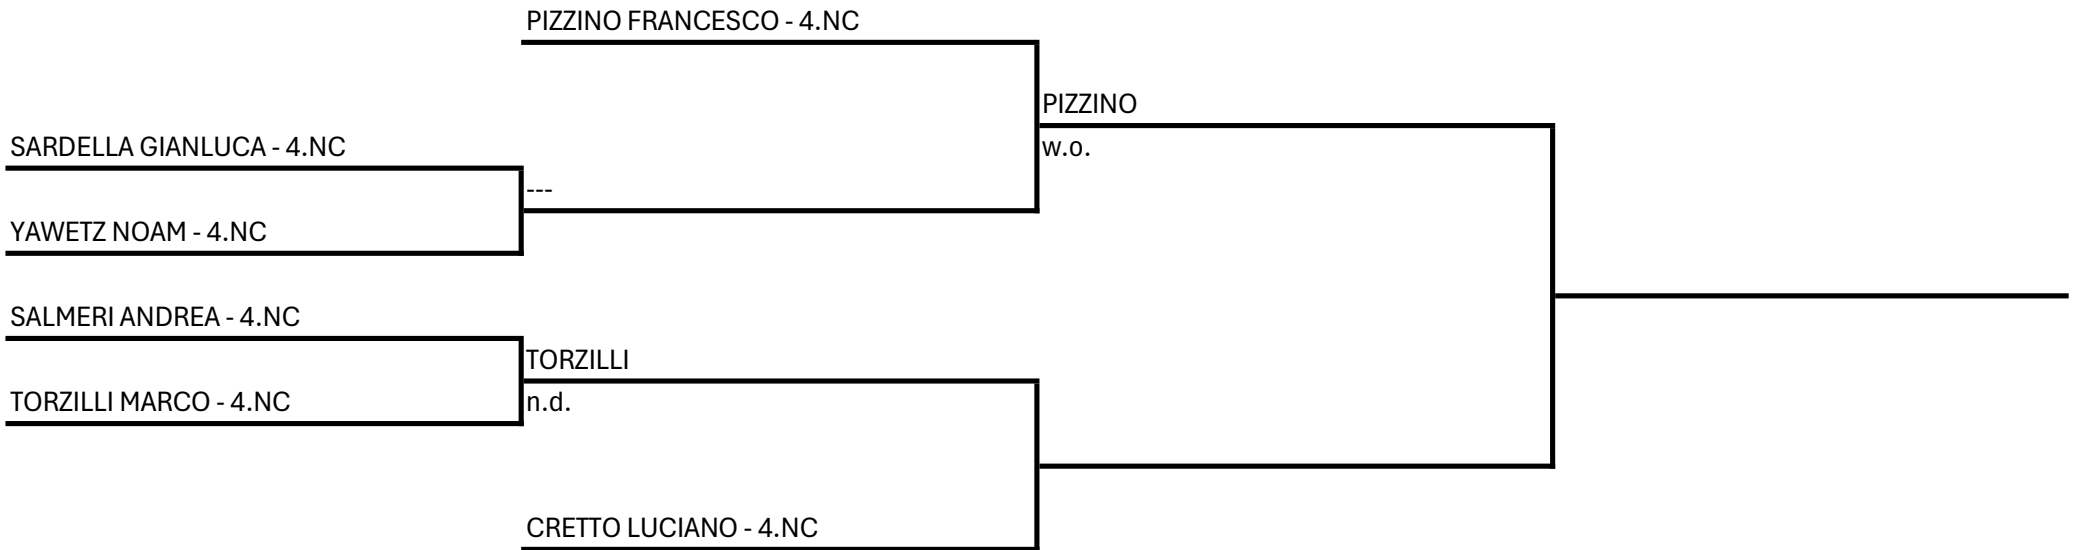 PIZZINO FRANCESCO - 4.NC
PIZZINO
SARDELLA GIANLUCA - 4.NC
w.o.
---
YAWETZ NOAM - 4.NC
SALMERI ANDREA - 4.NC
TORZILLI
TORZILLI MARCO - 4.NC
n.d.
CRETTO LUCIANO - 4.NC